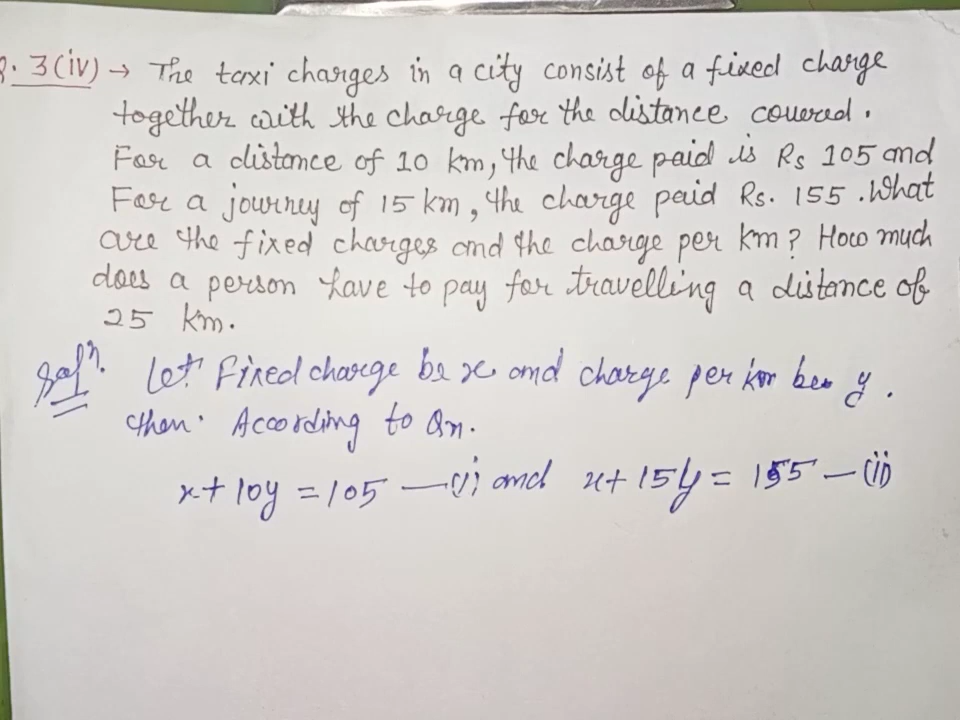 Q. 3(iv) → The taxi charges in a city consist of a fixed charge
together with the charge for the distance covered.
For a distance of 10 km, the charge paid is Rs 105 and
For a journey of 15 km, the charge paid Rs. 155. What
are the fixed charges and the charge per km? How much
does a person have to pay for travelling a distance of
25 km.
Solⁿ. Let Fixed charge be x and charge per km be y.
then. According to Qn.
x + 10y = 105 —(i) and x + 15y = 155 —(ii)